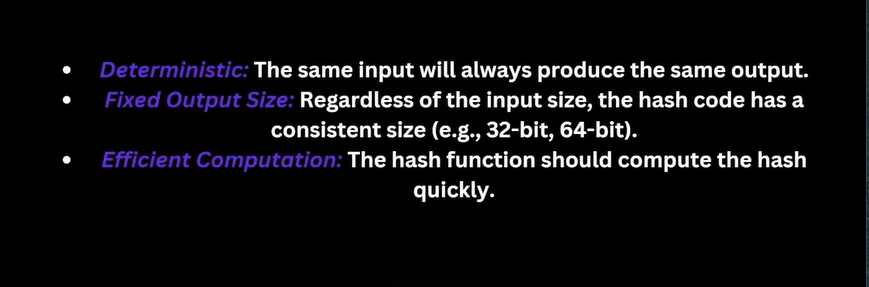 • Deterministic: The same input will always produce the same output.
• Fixed Output Size: Regardless of the input size, the hash code has a
consistent size (e.g., 32-bit, 64-bit).
• Efficient Computation: The hash function should compute the hash
quickly.